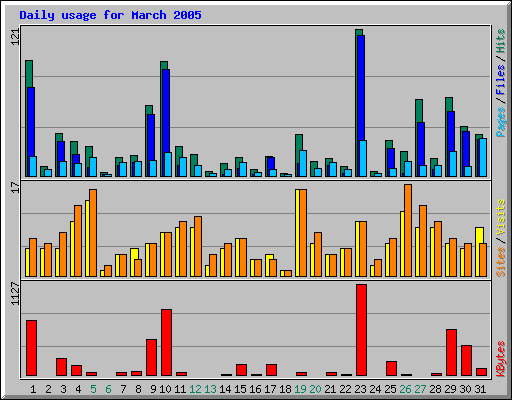 Daily usage for March 2005
121
Pages / Files / Hits
17
Sites / Visits
1127
KBytes
1 2 3 4 5 6 7 8 9 10 11 12 13 14 15 16 17 18 19 20 21 22 23 24 25 26 27 28 29 30 31